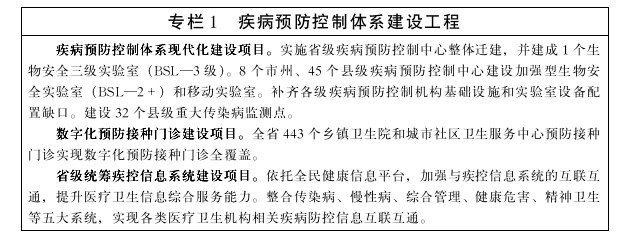 专栏1 疾病预防控制体系建设工程
疾病预防控制体系现代化建设项目。实施省级疾病预防控制中心整体迁建，并建成1个生
物安全三级实验室（BSL—3级）。8个市州、45个县级疾病预防控制中心建设加强型生物安
全实验室（BSL—2+）和移动实验室。补齐各级疾病预防控制机构基础设施和实验室设备配
置缺口。建设32个县级重大传染病监测点。
数字化预防接种门诊建设项目。全省443个乡镇卫生院和城市社区卫生服务中心预防接种
门诊实现数字化预防接种门诊全覆盖。
省级统筹疾控信息系统建设项目。依托全民健康信息平台，加强与疾控信息系统的互联互
通，提升医疗卫生信息综合服务能力。整合传染病、慢性病、综合管理、健康危害、精神卫生
等五大系统，实现各类医疗卫生机构相关疾病防控信息互联互通。